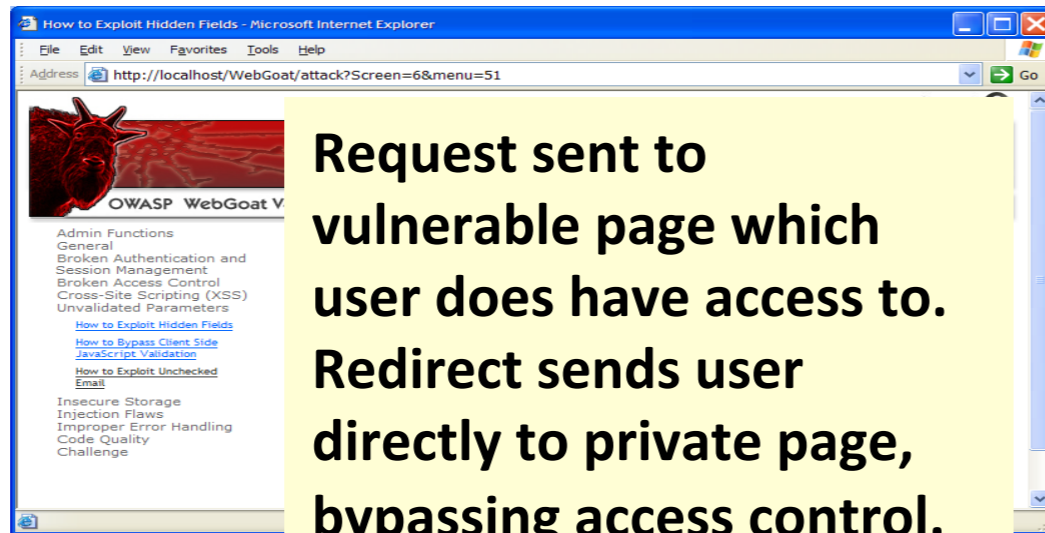 How to Exploit Hidden Fields - Microsoft Internet Explorer
File Edit View Favorites Tools Help
Address http://localhost/WebGoat/attack?Screen=6&menu=51 Go
OWASP WebGoat V
Admin Functions
General
Broken Authentication and
Session Management
Broken Access Control
Cross-Site Scripting (XSS)
Unvalidated Parameters
How to Exploit Hidden Fields
How to Bypass Client Side
JavaScript Validation
How to Exploit Unchecked
Email
Insecure Storage
Injection Flaws
Improper Error Handling
Code Quality
Challenge
Request sent to
vulnerable page which
user does have access to.
Redirect sends user
directly to private page,
bypassing access control.